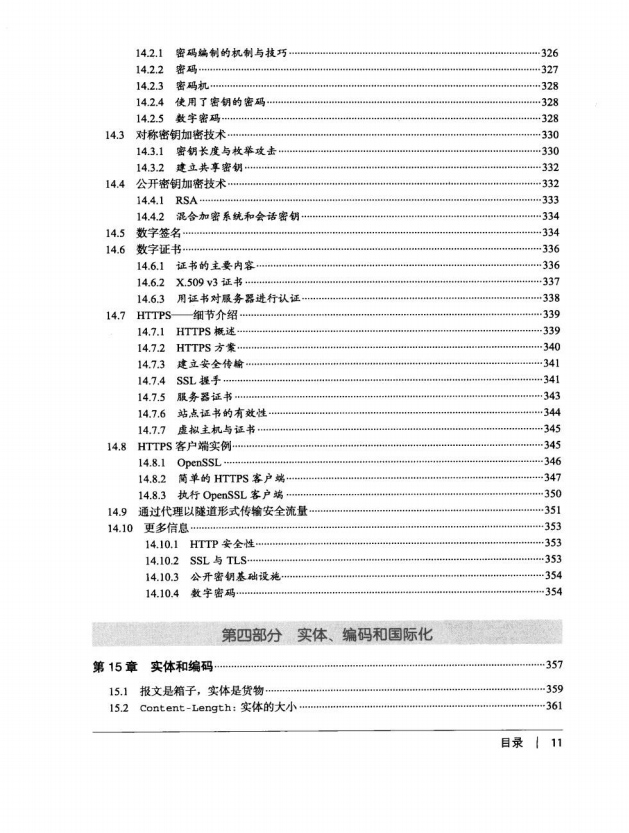 14.2.1 密码编制的机制与技巧……326
14.2.2 密码……327
14.2.3 密码机……328
14.2.4 使用了密钥的密码……328
14.2.5 数字密码……328
14.3 对称密钥加密技术……330
14.3.1 密钥长度与枚举攻击……330
14.3.2 建立共享密钥……332
14.4 公开密钥加密技术……332
14.4.1 RSA……333
14.4.2 混合加密系统和会话密钥……334
14.5 数字签名……334
14.6 数字证书……336
14.6.1 证书的主要内容……336
14.6.2 X.509 v3 证书……337
14.6.3 用证书对服务器进行认证……338
14.7 HTTPS——细节介绍……339
14.7.1 HTTPS 概述……339
14.7.2 HTTPS 方案……340
14.7.3 建立安全传输……341
14.7.4 SSL 握手……341
14.7.5 服务器证书……343
14.7.6 站点证书的有效性……344
14.7.7 虚拟主机与证书……345
14.8 HTTPS 客户端实例……345
14.8.1 OpenSSL……346
14.8.2 简单的 HTTPS 客户端……347
14.8.3 执行 OpenSSL 客户端……350
14.9 通过代理以隧道形式传输安全流量……351
14.10 更多信息……353
14.10.1 HTTP 安全性……353
14.10.2 SSL 与 TLS……353
14.10.3 公开密钥基础设施……354
14.10.4 数字密码……354
第四部分 实体、编码和国际化
第 15 章 实体和编码……357
15.1 报文是箱子，实体是货物……359
15.2 Content-Length: 实体的大小……361
目录 | 11